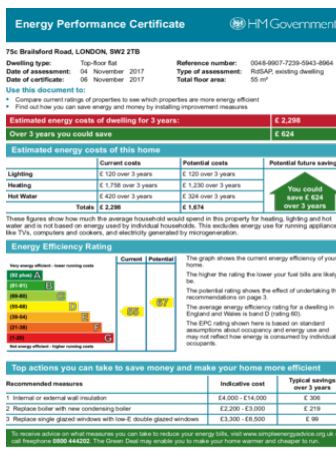 Energy Performance Certificate
HM Government
75c Brailsford Road, LONDON, SW2 2TB
Dwelling type: Top-floor flat Reference number: 0048-9907-7239-5943-8964
Date of assessment: 04 November 2017 Type of assessment: RdSAP, existing dwelling
Date of certificate: 06 November 2017 Total floor area: 55 m²
Use this document to:
• Compare current ratings of properties to see which properties are more energy efficient
• Find out how you can save energy and money by installing improvement measures
Estimated energy costs of dwelling for 3 years: £ 2,298
Over 3 years you could save £ 624
Estimated energy costs of this home
Current costs Potential costs Potential future saving
Lighting £ 120 over 3 years £ 120 over 3 years
Heating £ 1,758 over 3 years £ 1,230 over 3 years
Hot Water £ 420 over 3 years £ 324 over 3 years
Totals £ 2,298 £ 1,674
You could
save £ 624
over 3 years
These figures show how much the average household would spend in this property for heating, lighting and hot
water and is not based on energy used by individual households. This excludes energy use for running appliance
like TVs, computers and cookers, and electricity generated by microgeneration.
Energy Efficiency Rating
Current Potential
Very energy efficient - lower running costs
(92 plus) A
(81-91) B
(69-80) C
(55-68) D
(39-54) E
(21-38) F
(1-20) G
Not energy efficient - higher running costs
55
67
The graph shows the current energy efficiency of your
home.
The higher the rating the lower your fuel bills are likely
be.
The potential rating shows the effect of undertaking th
recommendations on page 3.
The average energy efficiency rating for a dwelling in
England and Wales is band D (rating 60).
The EPC rating shown here is based on standard
assumptions about occupancy and energy use and
may not reflect how energy is consumed by individual
occupants.
Top actions you can take to save money and make your home more efficient
Recommended measures Indicative cost Typical savings
over 3 years
1 Internal or external wall insulation £4,000 - £14,000 £ 306
2 Replace boiler with new condensing boiler £2,200 - £3,000 £ 219
3 Replace single glazed windows with low-E double glazed windows £3,300 - £6,500 £ 99
To receive advice on what measures you can take to reduce your energy bills, visit www.simpleenergyadvice.org.uk
call freephone 0800 444202. The Green Deal may enable you to make your home warmer and cheaper to run.